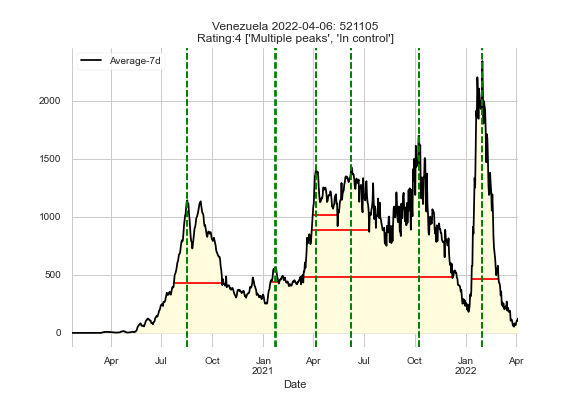 Venezuela 2022-04-06: 521105
Rating:4 ['Multiple peaks', 'In control']
Average-7d
2000
1500
1000
500
0
Apr Jul Oct Jan Apr Jul Oct Jan Apr
2021 2022
Date